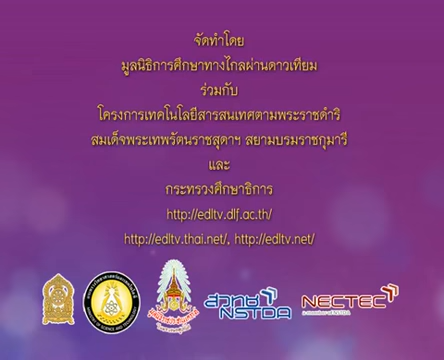 จัดทำโดย
มูลนิธิการศึกษาทางไกลผ่านดาวเทียม
ร่วมกับ
โครงการเทคโนโลยีสารสนเทศตามพระราชดำริ
สมเด็จพระเทพรัตนราชสุดาฯ สยามบรมราชกุมารี
และ
กระทรวงศึกษาธิการ
http://edltv.dlf.ac.th/
http://edltv.thai.net/, http://edltv.net/
สวทช
NSTDA
NECTEC
a member of NSTDA